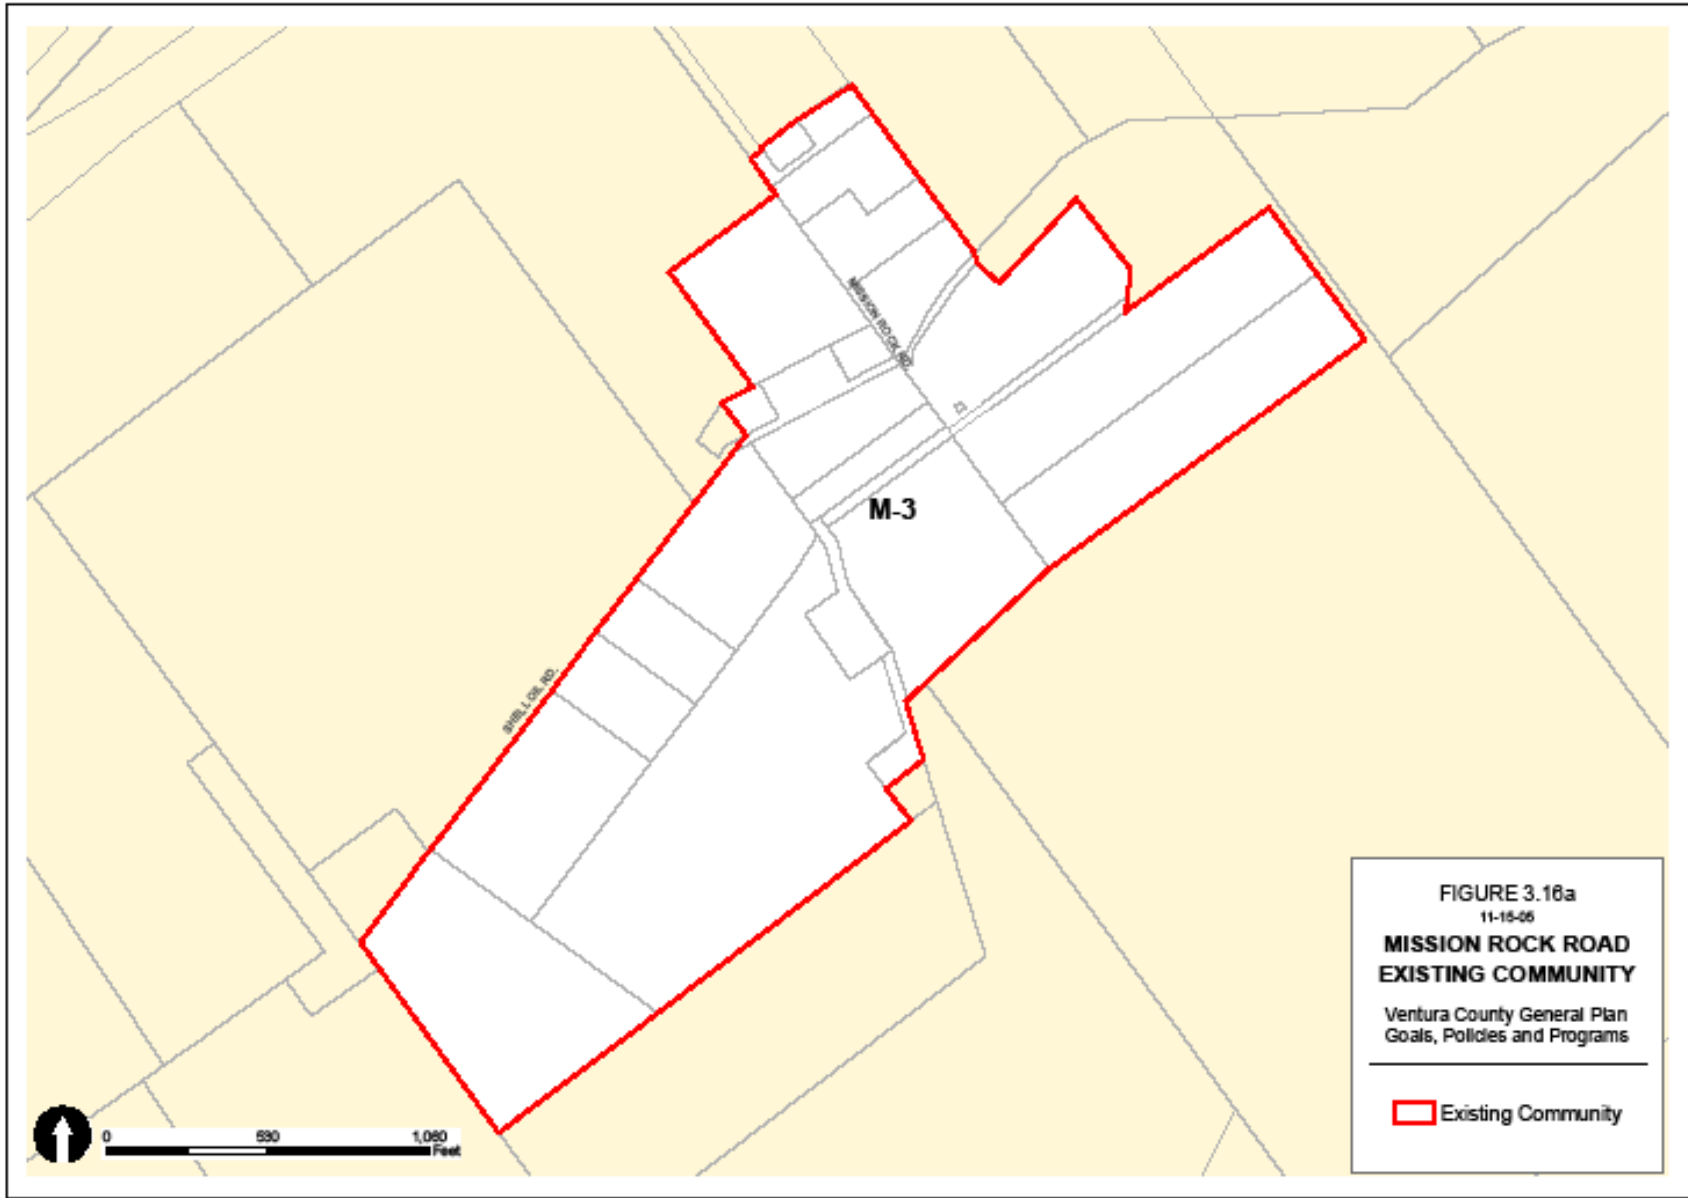 MISSION ROCK RD.
M-3
SHELL OIL RD.
FIGURE 3.16a
11-15-05
MISSION ROCK ROAD
EXISTING COMMUNITY
Ventura County General Plan
Goals, Policies and Programs
Existing Community
0 530 1,060
Feet